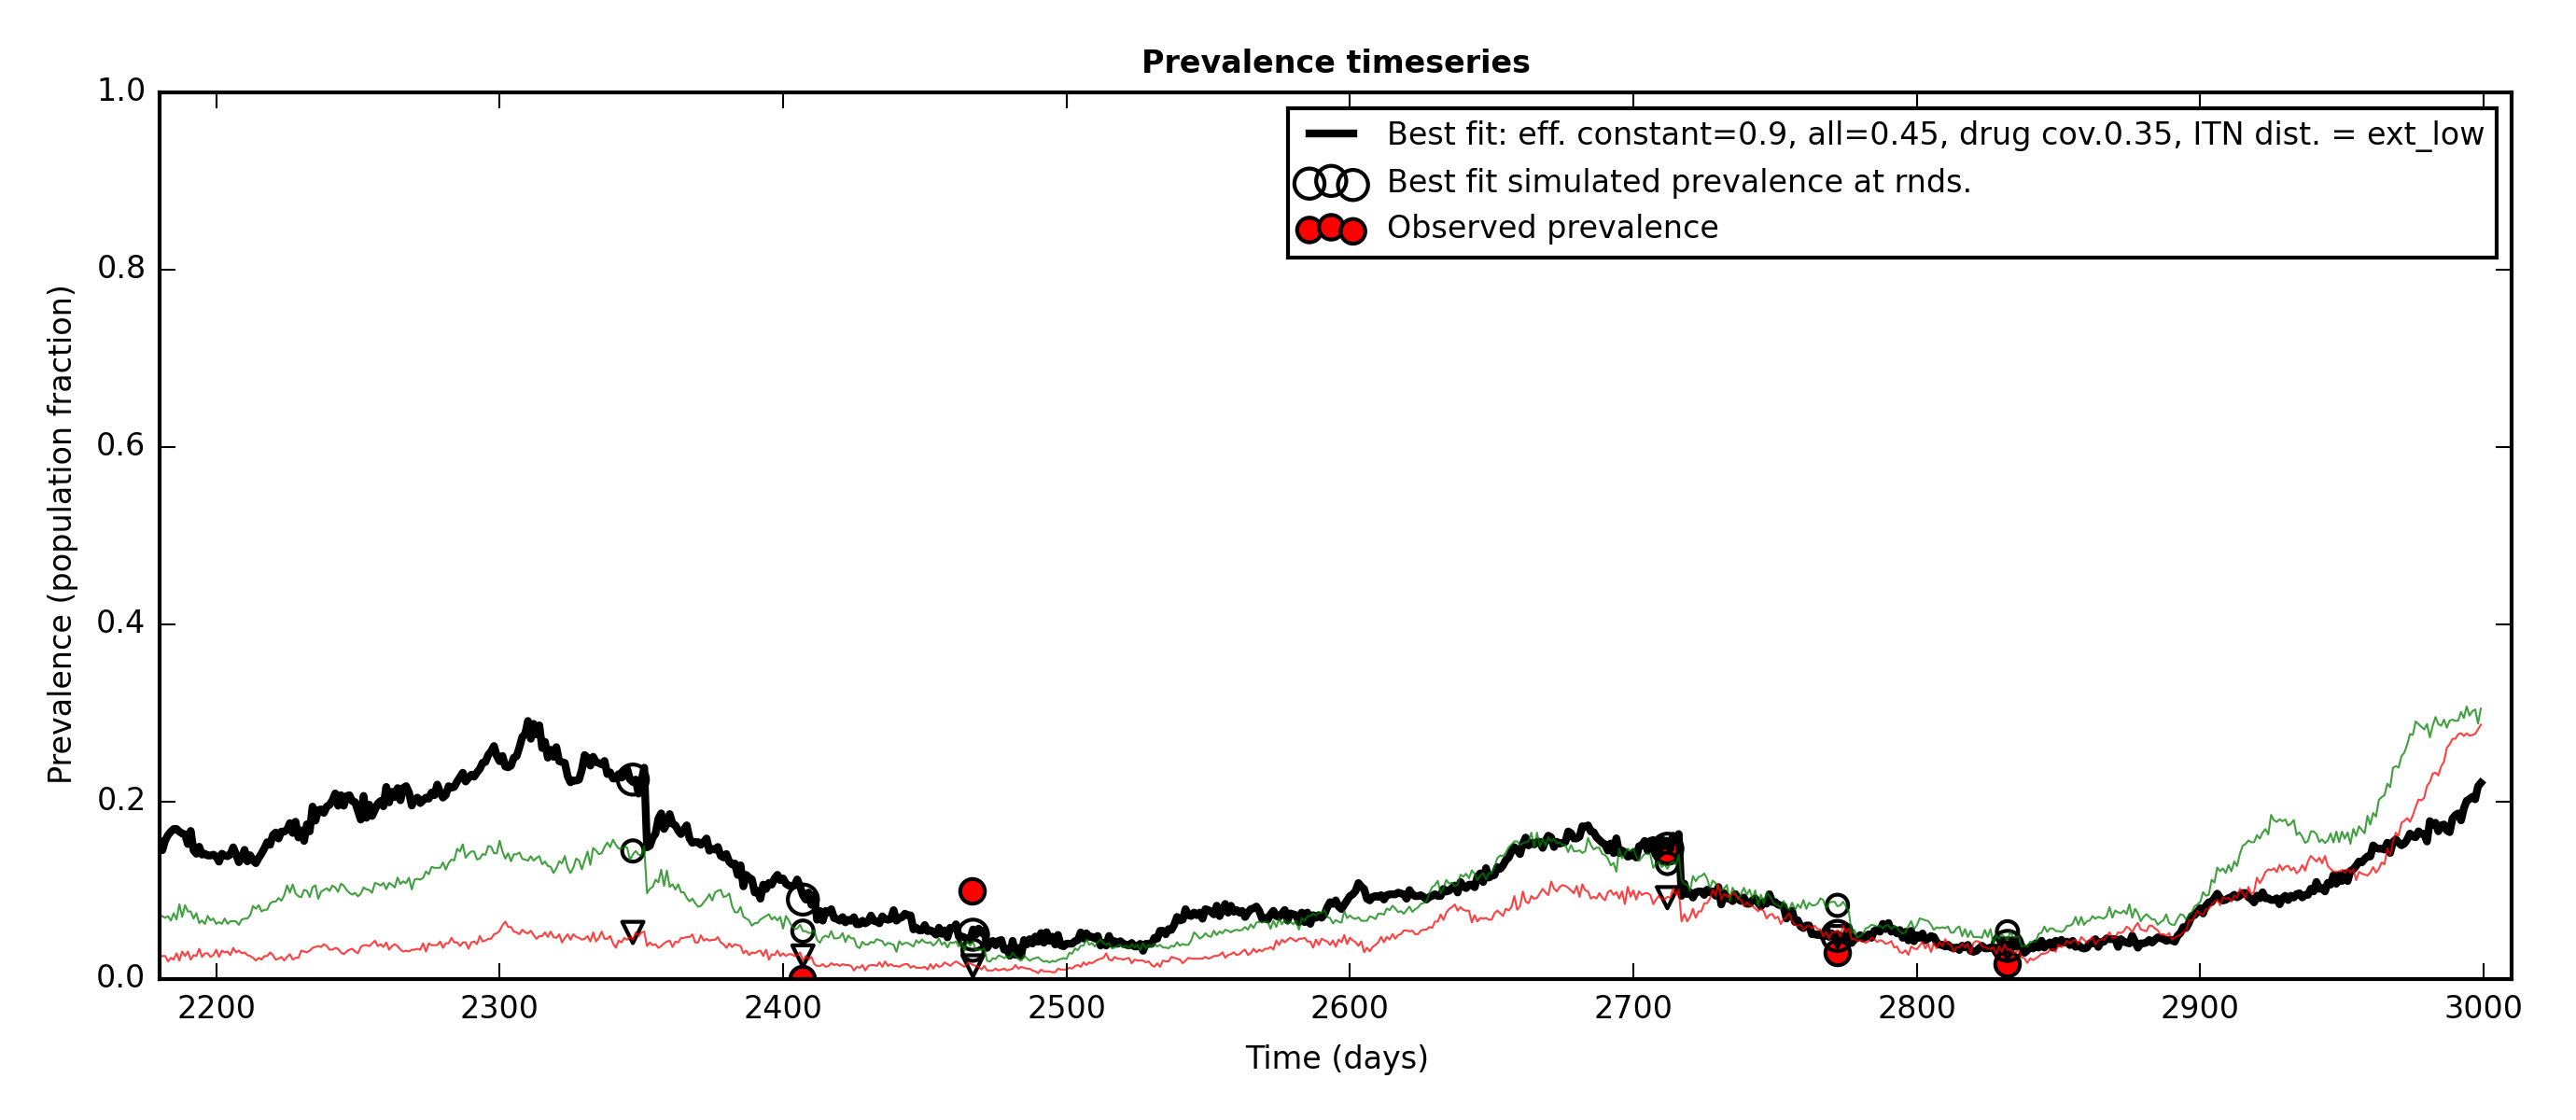 Prevalence timeseries
1.0
0.8
0.6
0.4
0.2
0.0
Prevalence (population fraction)
Best fit: eff. constant=0.9, all=0.45, drug cov.0.35, ITN dist. = ext_low
Best fit simulated prevalence at rnds.
Observed prevalence
2200 2300 2400 2500 2600 2700 2800 2900 3000
Time (days)